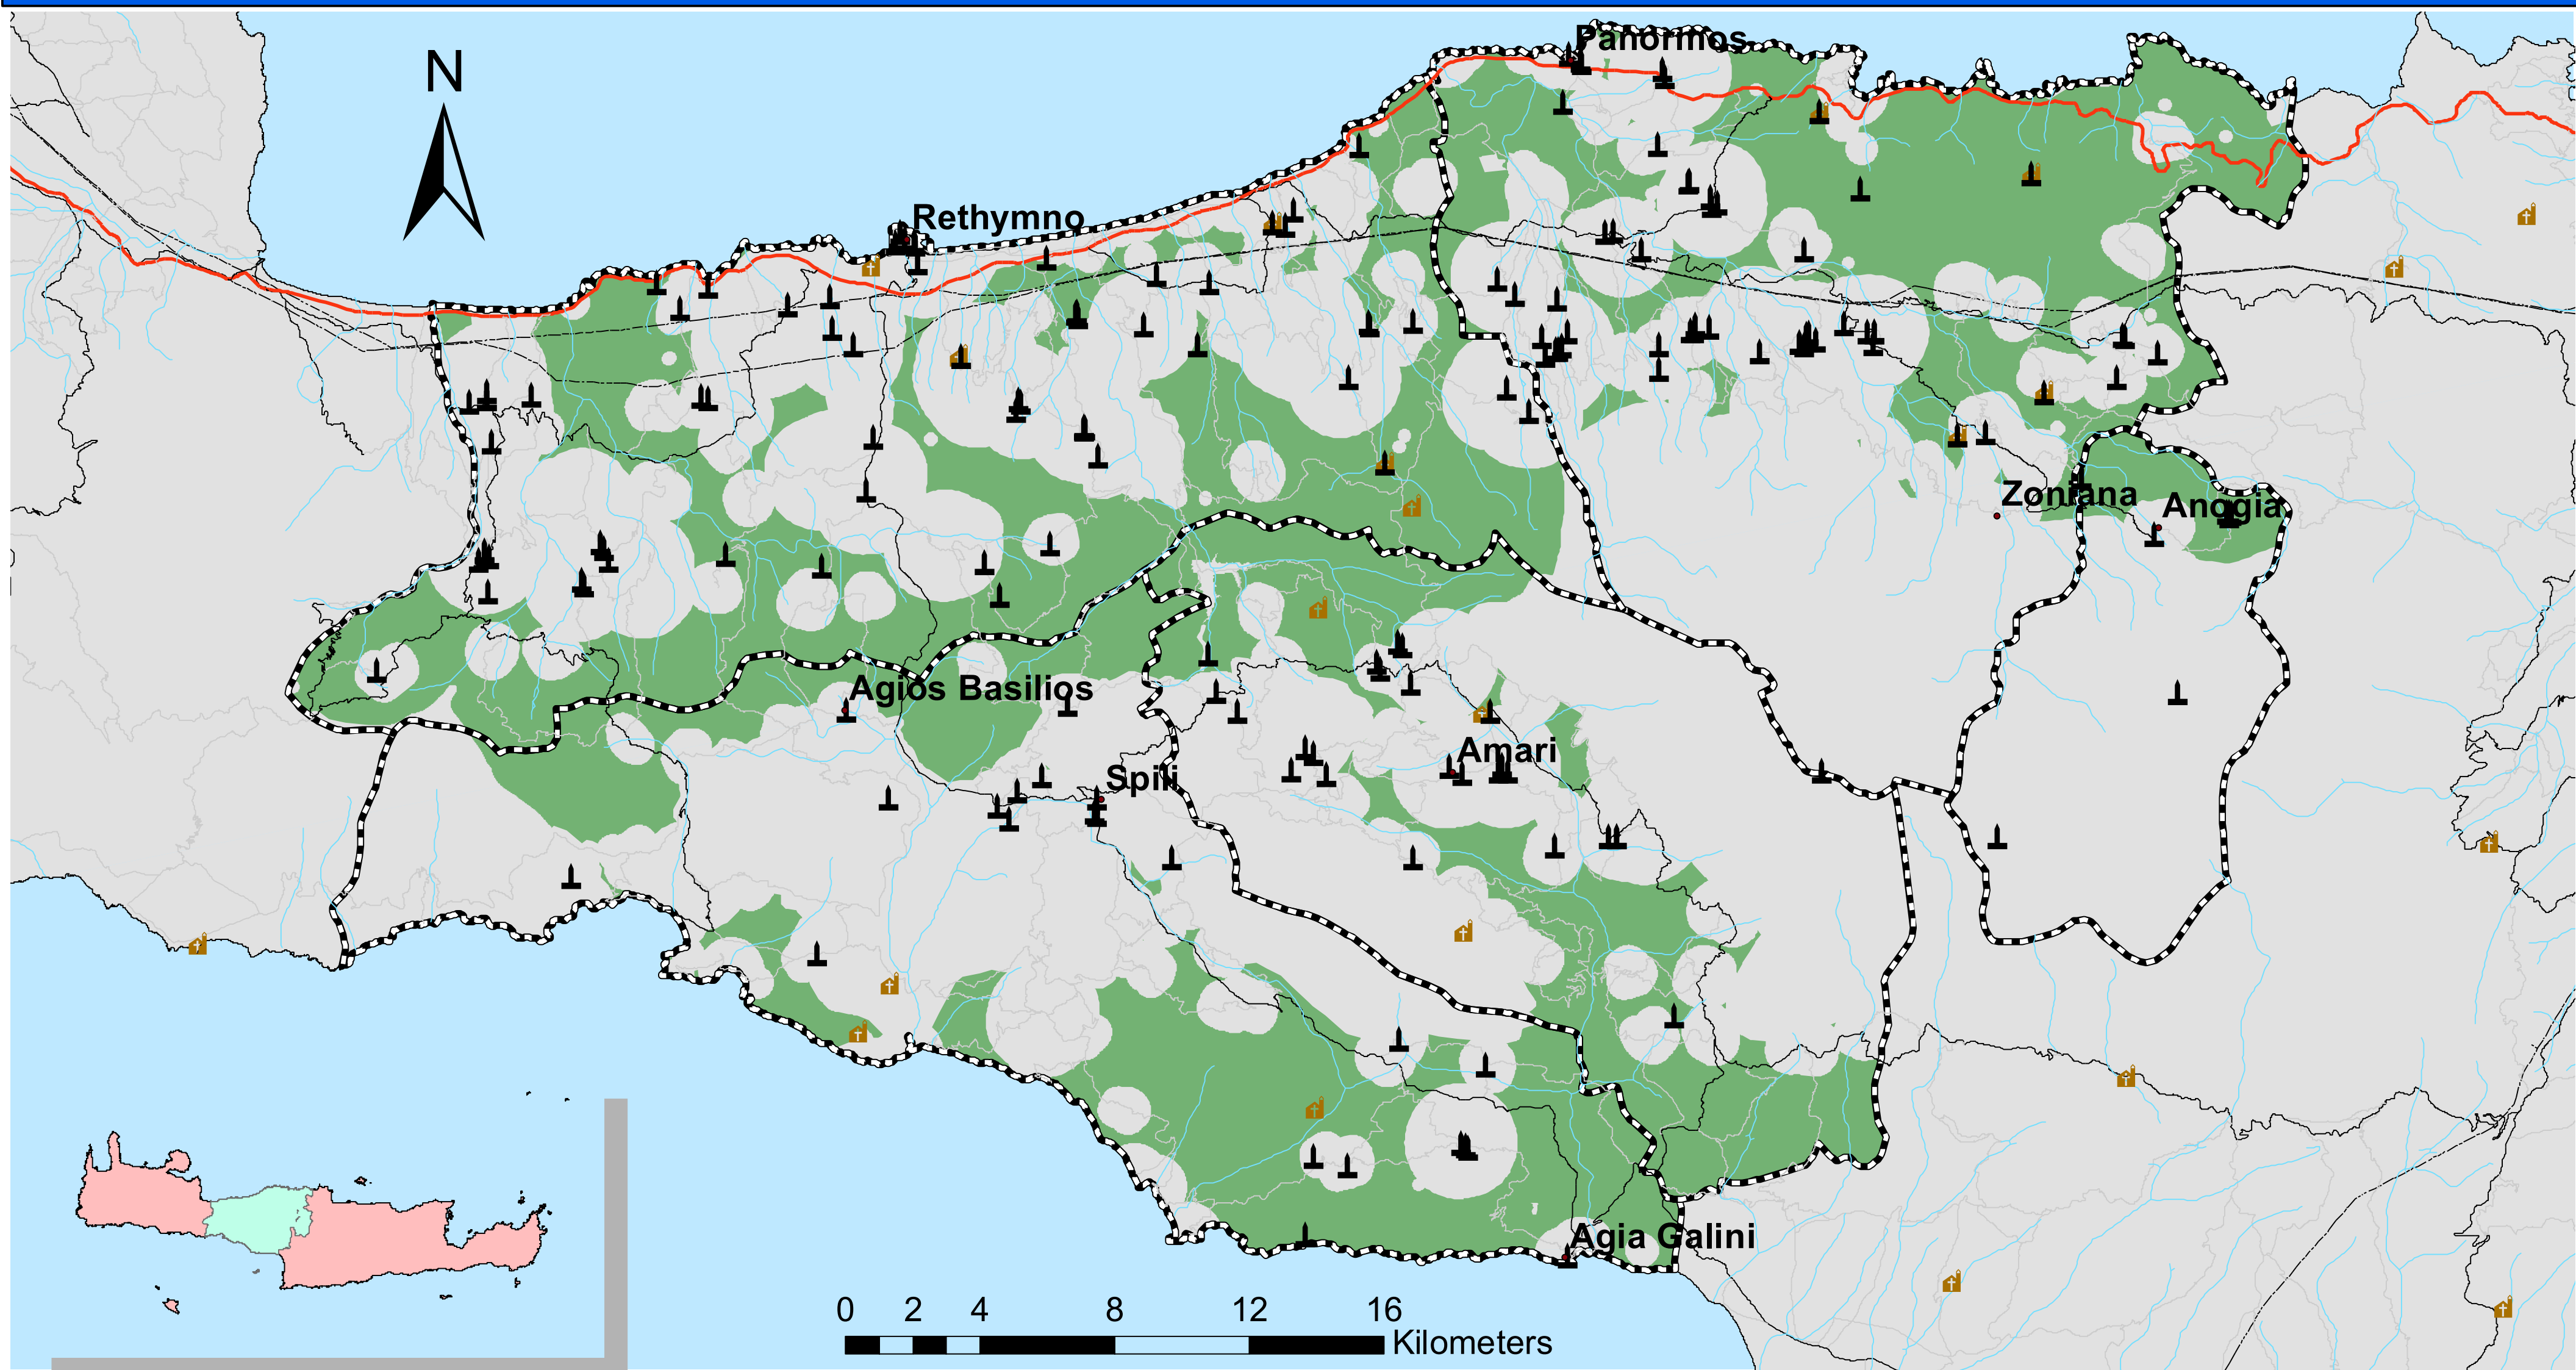 N
Panormos
Rethymno
Zoniana
Anogia
Agios Basilios
Amari
Spili
Agia Galini
0 2 4 8 12 16
Kilometers